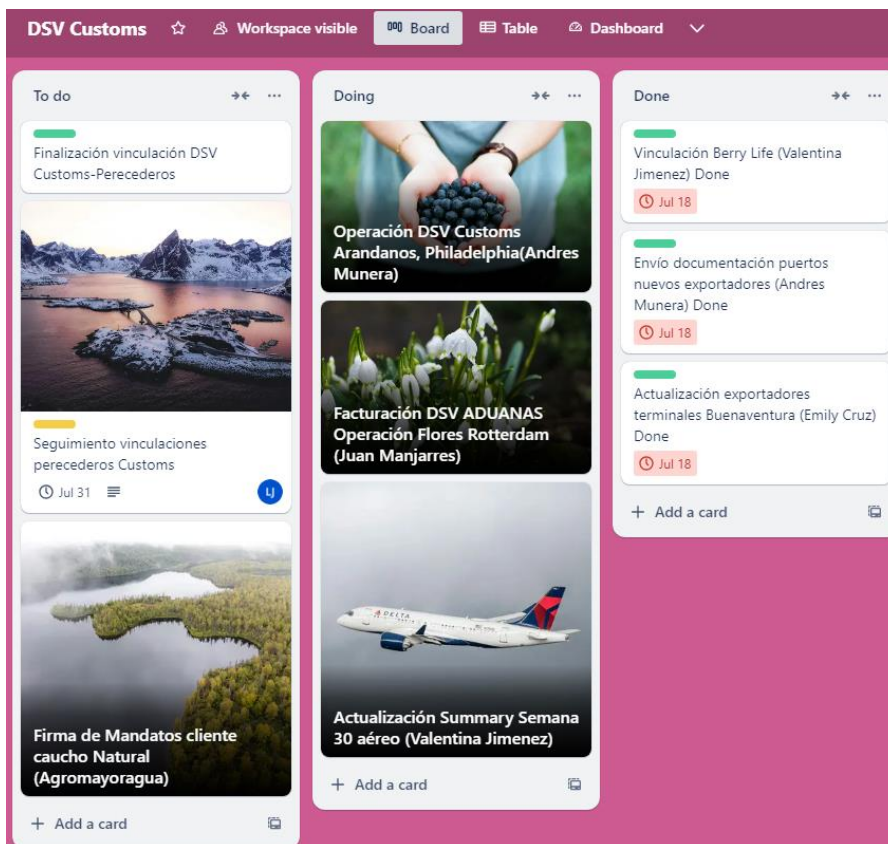 DSV Customs
Workspace visible
Board
Table
Dashboard
To do
Finalización vinculación DSV
Customs-Perecederos
Seguimiento vinculaciones
perecederos Customs
Jul 31
LJ
Firma de Mandatos cliente
caucho Natural
(Agromayoragua)
+ Add a card
Doing
Operación DSV Customs
Arandanos, Philadelphia(Andres
Munera)
Facturación DSV ADUANAS
Operación Flores Rotterdam
(Juan Manjarres)
DELTA
Actualización Summary Semana
30 aéreo (Valentina Jimenez)
+ Add a card
Done
Vinculación Berry Life (Valentina
Jimenez) Done
Jul 18
Envío documentación puertos
nuevos exportadores (Andres
Munera) Done
Jul 18
Actualización exportadores
terminales Buenaventura (Emily Cruz)
Done
Jul 18
+ Add a card